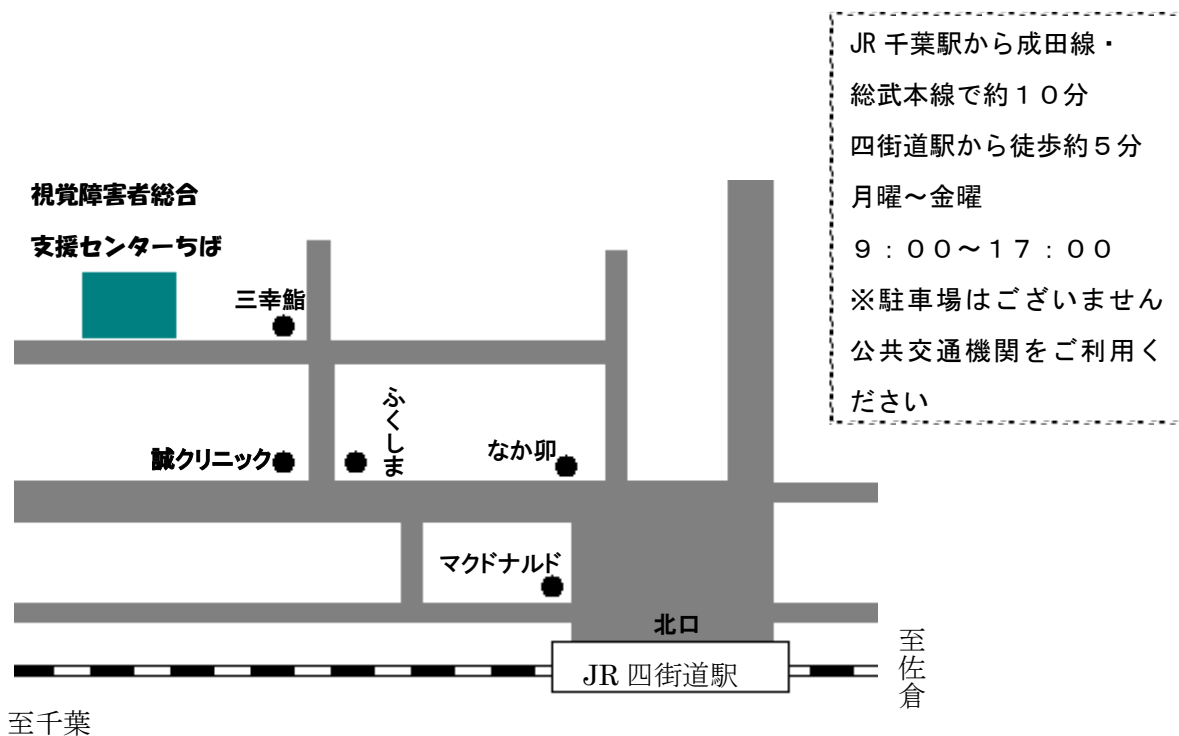 JR 千葉駅から成田線・
総武本線で約１０分
四街道駅から徒歩約５分
月曜～金曜
９：００～１７：００
※駐車場はございません
公共交通機関をご利用く
ださい
視覚障害者総合
支援センターちば
三幸鮨
ふくしま
誠クリニック
なか卯
マクドナルド
北口
JR 四街道駅
至佐倉
至千葉